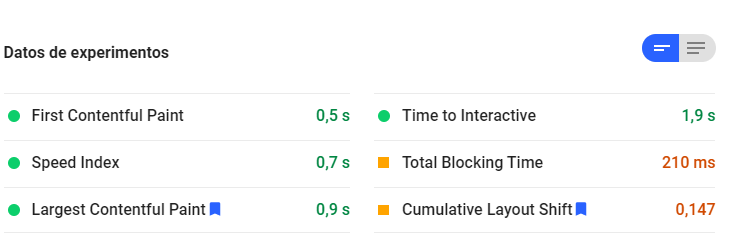 Datos de experimentos
First Contentful Paint 0,5 s
Time to Interactive 1,9 s
Speed Index 0,7 s
Total Blocking Time 210 ms
Largest Contentful Paint 0,9 s
Cumulative Layout Shift 0,147